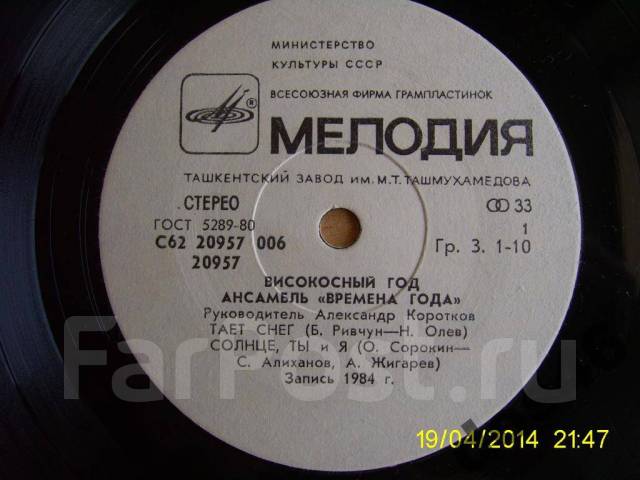 МИНИСТЕРСТВО
КУЛЬТУРЫ СССР
ВСЕСОЮЗНАЯ ФИРМА ГРАМПЛАСТИНОК
®
МЕЛОДИЯ
ТАШКЕНТСКИЙ ЗАВОД ИМ. М.Т. ТАШМУХАМЕДОВА
СТЕРЕО 33
ГОСТ 5289-80 1
С62 20957 006 Гр. 3. 1-10
20957
ВИСОКОСНЫЙ ГОД
АНСАМБЛЬ «ВРЕМЕНА ГОДА»
Руководитель Александр Коротков
ТАЕТ СНЕГ (Б. Ривчун—Н. Олев)
СОЛНЦЕ, ТЫ и Я (О. Сорокин—
С. Алиханов, А. Жигарев)
Запись 1984 г.
FarPost.ru
19/04/2014 21:47